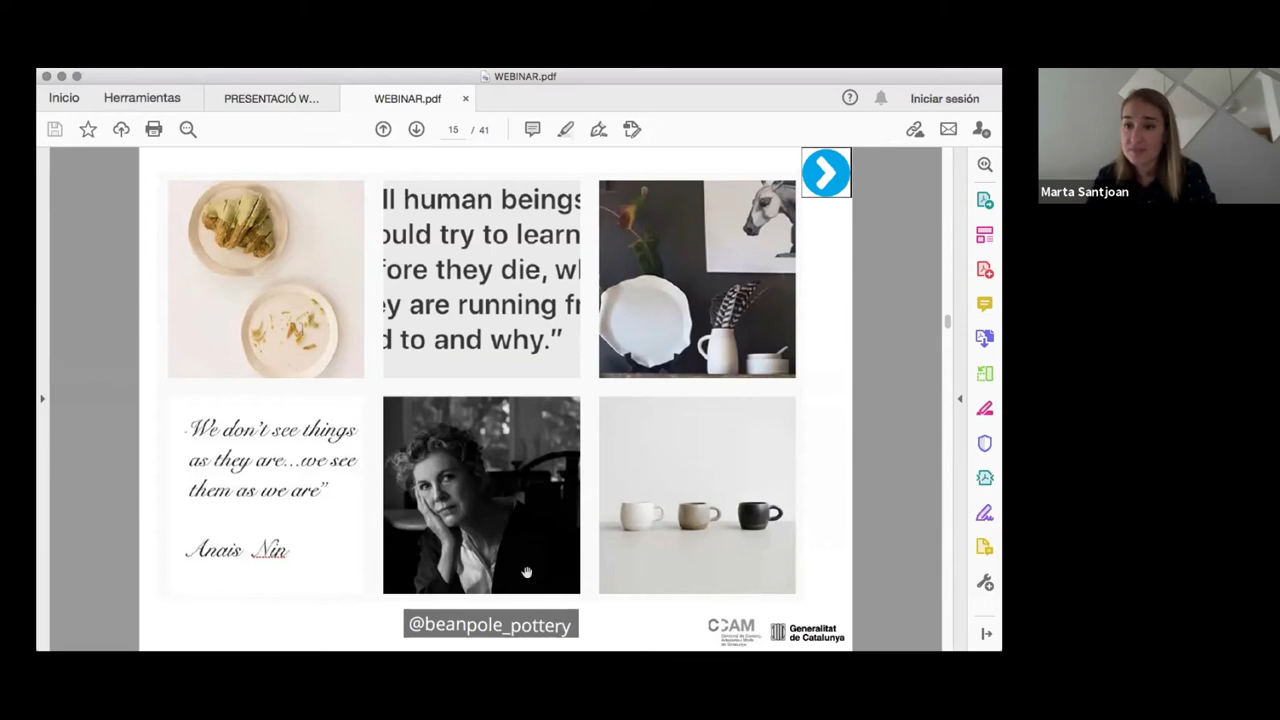 WEBINAR.pdf
Inicio
Herramientas
PRESENTACIÓ W...
WEBINAR.pdf
Iniciar sesión
15 / 41
ll human beings
ould try to learn
fore they die, wh
ey are running fr
d to and why.”
We don't see things
as they are...we see
them as we are”
Anais Nin
@beanpole_pottery
CCAM
Generalitat
de Catalunya
Marta Santjoan